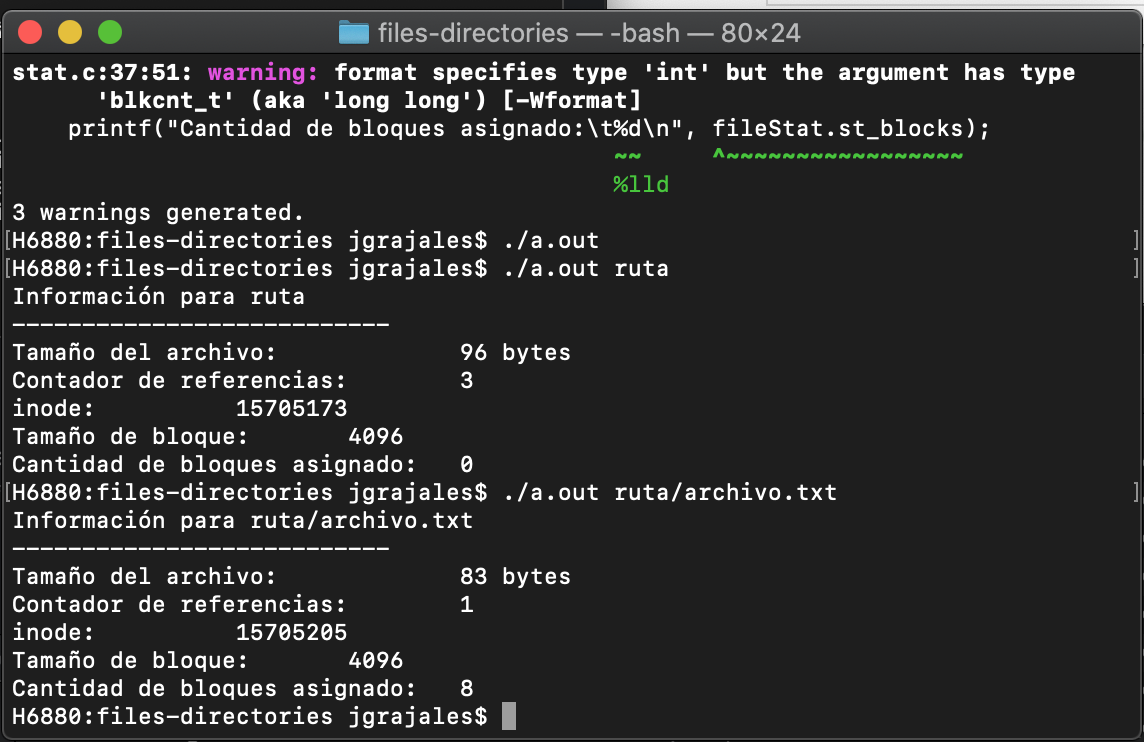 files-directories — -bash — 80×24
stat.c:37:51: warning: format specifies type 'int' but the argument has type
'blkcnt_t' (aka 'long long') [-Wformat]
printf("Cantidad de bloques asignado:\t%d\n", fileStat.st_blocks);
~~ ^~~~~~~~~~~~~~~~~~
%lld
3 warnings generated.
[H6880:files-directories jgrajales$ ./a.out ]
[H6880:files-directories jgrajales$ ./a.out ruta ]
Información para ruta
---------------------------
Tamaño del archivo: 96 bytes
Contador de referencias: 3
inode: 15705173
Tamaño de bloque: 4096
Cantidad de bloques asignado: 0
[H6880:files-directories jgrajales$ ./a.out ruta/archivo.txt ]
Información para ruta/archivo.txt
---------------------------
Tamaño del archivo: 83 bytes
Contador de referencias: 1
inode: 15705205
Tamaño de bloque: 4096
Cantidad de bloques asignado: 8
H6880:files-directories jgrajales$